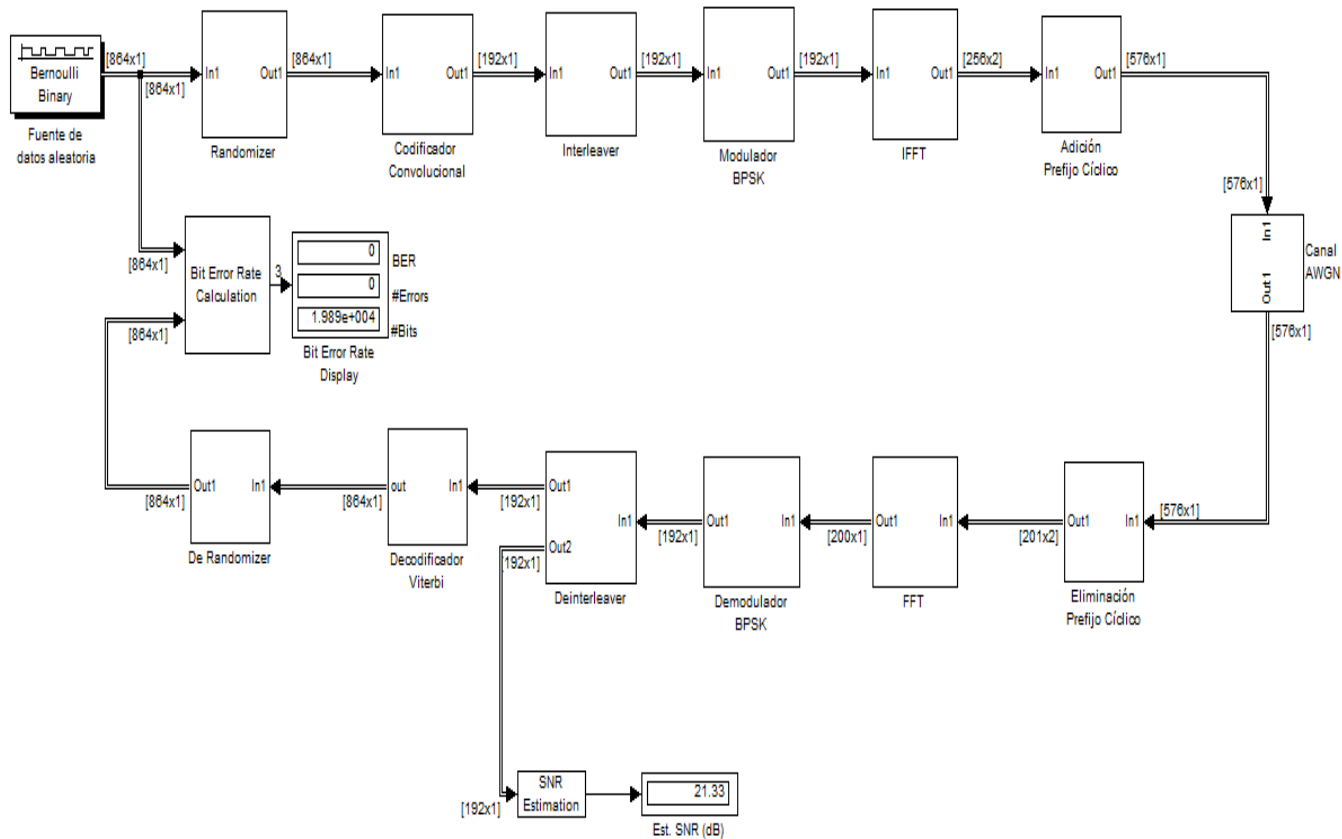 Bernoulli
Binary
Fuente de
datos aleatoria
[864x1]
[864x1]
In1
Out1
Randomizer
[864x1]
In1
Out1
Codificador
Convolucional
[192x1]
In1
Out1
Interleaver
[192x1]
In1
Out1
Modulador
BPSK
[192x1]
In1
Out1
IFFT
[256x2]
In1
Out1
Adición
Prefijo Cíclico
[576x1]
[576x1]
In1
Out1
Canal
AWGN
[576x1]
[864x1]
[864x1]
Bit Error Rate
Calculation
3
0
0
1.989e+004
BER
#Errors
#Bits
Bit Error Rate
Display
Out1
In1
De Randomizer
[864x1]
[864x1]
out
In1
Decodificador
Viterbi
[192x1]
[192x1]
Out1
Out2
In1
Deinterleaver
[192x1]
Out1
In1
Demodulador
BPSK
[200x1]
Out1
In1
FFT
[201x2]
Out1
In1
Eliminación
Prefijo Cíclico
[576x1]
[192x1]
SNR
Estimation
21.33
Est. SNR (dB)